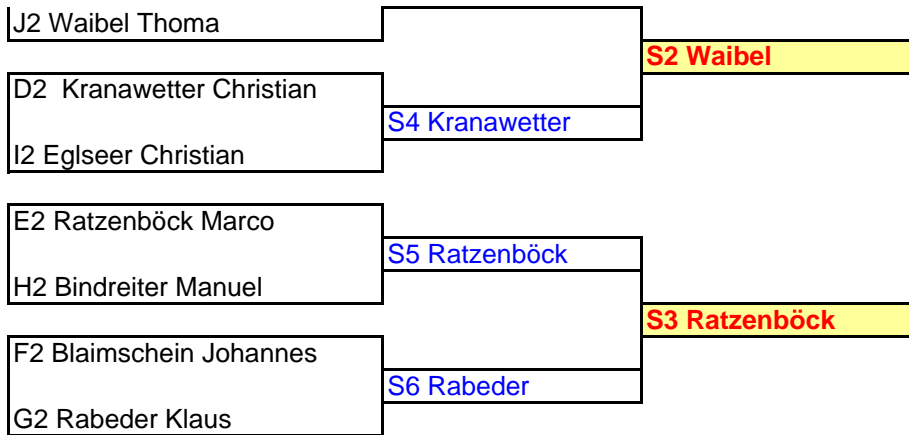 J2 Waibel Thoma
S2 Waibel
D2  Kranawetter Christian
S4 Kranawetter
I2 Eglseer Christian
E2 Ratzenböck Marco
S5 Ratzenböck
H2 Bindreiter Manuel
S3 Ratzenböck
F2 Blaimschein Johannes
S6 Rabeder
G2 Rabeder Klaus